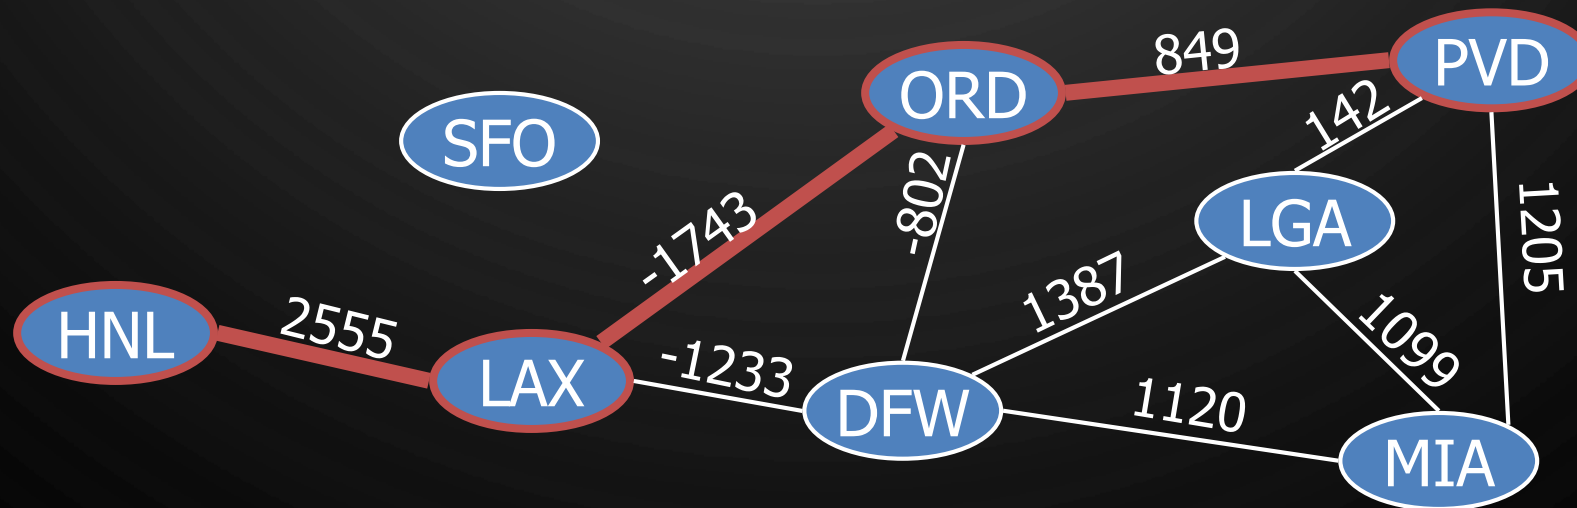 849
PVD
ORD
142
SFO
-802
1205
-1743
LGA
1387
HNL
2555
1099
LAX
-1233
DFW
1120
MIA